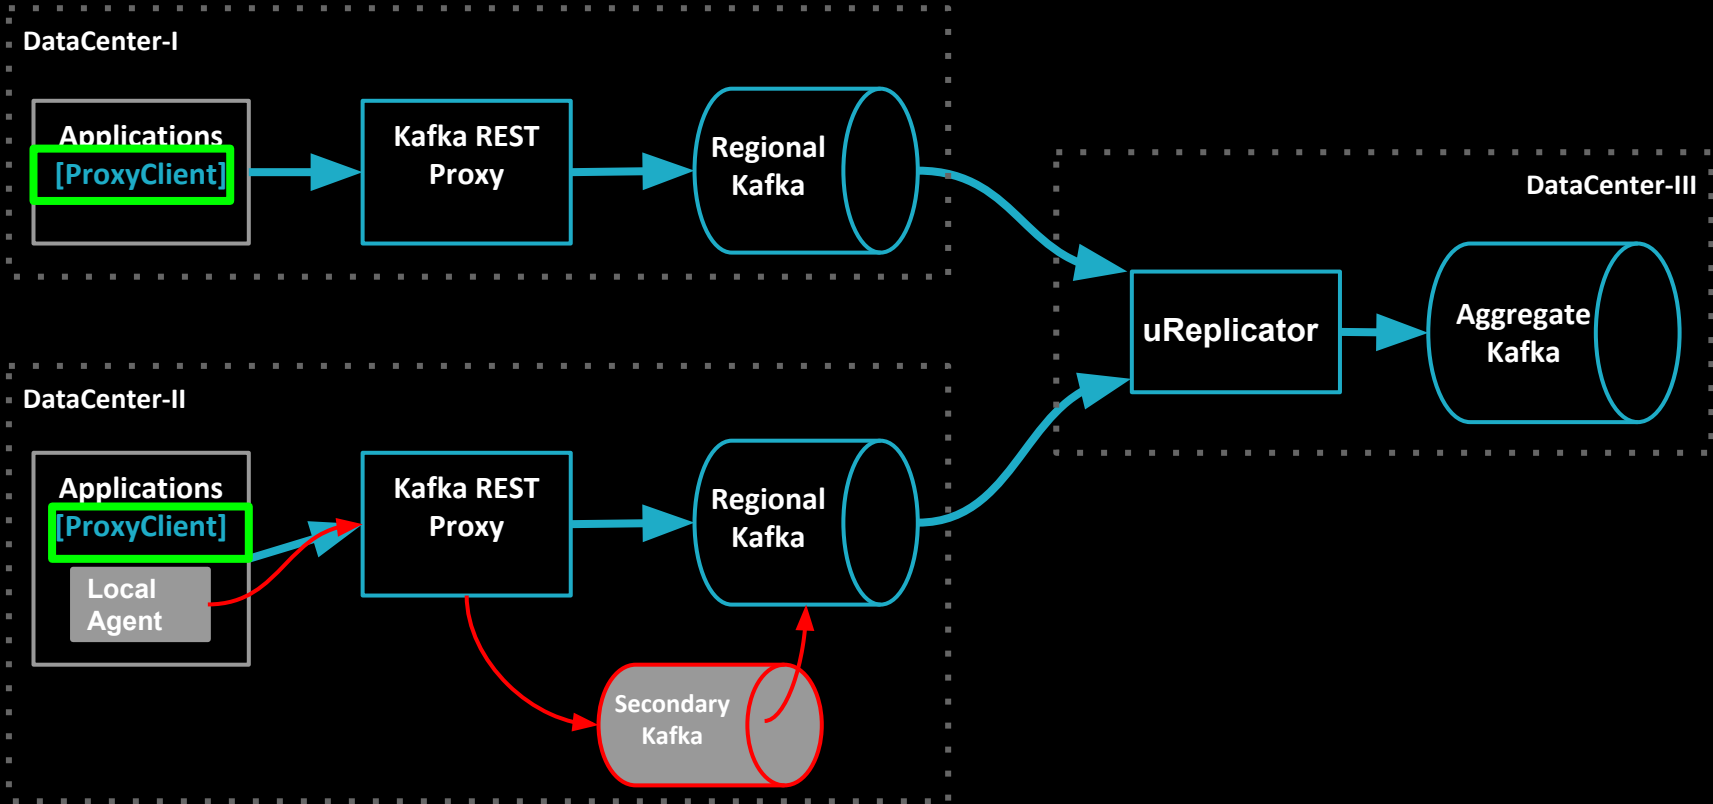 DataCenter-I
Applications
[ProxyClient]
Kafka REST
Proxy
Regional
Kafka
DataCenter-III
uReplicator
Aggregate
Kafka
DataCenter-II
Applications
[ProxyClient]
Local
Agent
Kafka REST
Proxy
Regional
Kafka
Secondary
Kafka